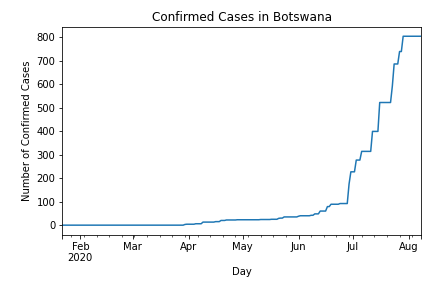 Confirmed Cases in Botswana
Number of Confirmed Cases
800
700
600
500
400
300
200
100
0
Feb Mar Apr May Jun Jul Aug
2020
Day